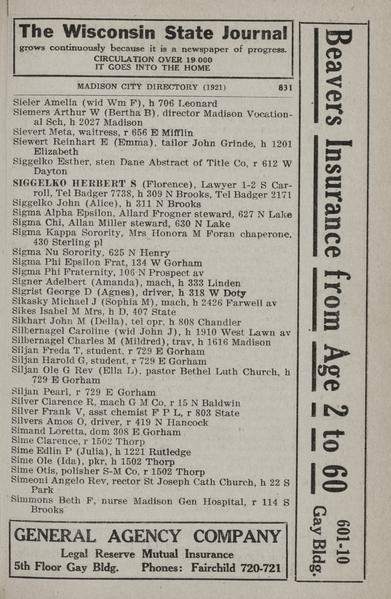 The Wisconsin State Journal
grows continuously because it is a newspaper of progress.
CIRCULATION OVER 19 000
IT GOES INTO THE HOME
MADISON CITY DIRECTORY (1921) 831
Sieler Amelia (wid Wm F), h 706 Leonard
Siemers Arthur W (Bertha B), director Madison Vocation-
al Sch, h 2027 Madison
Sievert Meta, waitress, r 656 E Mifflin
Siewert Reinhart E (Emma), tailor John Grinde, h 1201
Elizabeth
Siggelko Esther, sten Dane Abstract of Title Co, r 612 W
Dayton
SIGGELKO HERBERT S (Florence), Lawyer 1-2 S Car-
roll, Tel Badger 7738, h 309 N Brooks, Tel Badger 2171
Siggelko John (Alice), h 311 N Brooks
Sigma Alpha Epsilon, Allard Frogner steward, 627 N Lake
Sigma Chi, Allan Miller steward, 630 N Lake
Sigma Kappa Sorority, Mrs Honora M Foran chaperone,
430 Sterling pl
Sigma Nu Sorority, 625 N Henry
Sigma Phi Epsilon Frat, 134 W Gorham
Sigma Phi Fraternity, 106 N Prospect av
Signer Adelbert (Amanda), mach, h 333 Linden
Sigrist George D (Agnes), driver, h 318 W Doty
Sikasky Michael J (Sophia M), mach, h 2426 Farwell av
Sikes Isabel M Mrs, h D, 407 State
Sikhart John M (Della), tel opr, h 808 Chandler
Silbernagel Caroline (wid John J), h 1910 West Lawn av
Silbernagel Charles M (Mildred), trav, h 1616 Madison
Siljan Freda T, student, r 729 E Gorham
Siljan Harold G, student, r 729 E Gorham
Siljan Ole G Rev (Ella L), pastor Bethel Luth Church, h
729 E Gorham
Siljan Pearl, r 729 E Gorham
Silver Clarence R, mach G M Co, r 15 N Baldwin
Silver Frank V, asst chemist F P L, r 803 State
Silvers Amos O, driver, r 419 N Hancock
Simand Loretta, dom 308 E Gorham
Sime Clarence, r 1502 Thorp
Sime Edlin P (Julia), h 1221 Rutledge
Sime Ole (Ida), pkr, h 1502 Thorp
Sime Otis, polisher S-M Co, r 1502 Thorp
Simeoni Angelo Rev, rector St Joseph Cath Church, h 22 S
Park
Simmons Beth F, nurse Madison Gen Hosital, r 114 S
Brooks
GENERAL AGENCY COMPANY
Legal Reserve Mutual Insurance
5th Floor Gay Bldg. Phones: Fairchild 720-721
Beavers Insurance from Age 2 to 60
601-10
Gay Bldg.